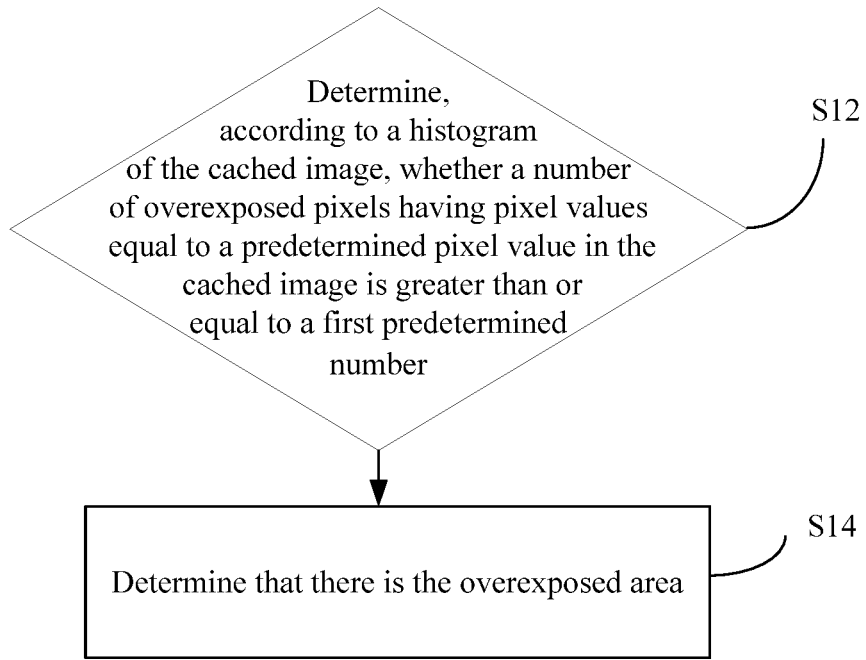 Determine,
according to a histogram
of the cached image, whether a number
of overexposed pixels having pixel values
equal to a predetermined pixel value in the
cached image is greater than or
equal to a first predetermined
number
S12
Determine that there is the overexposed area
S14